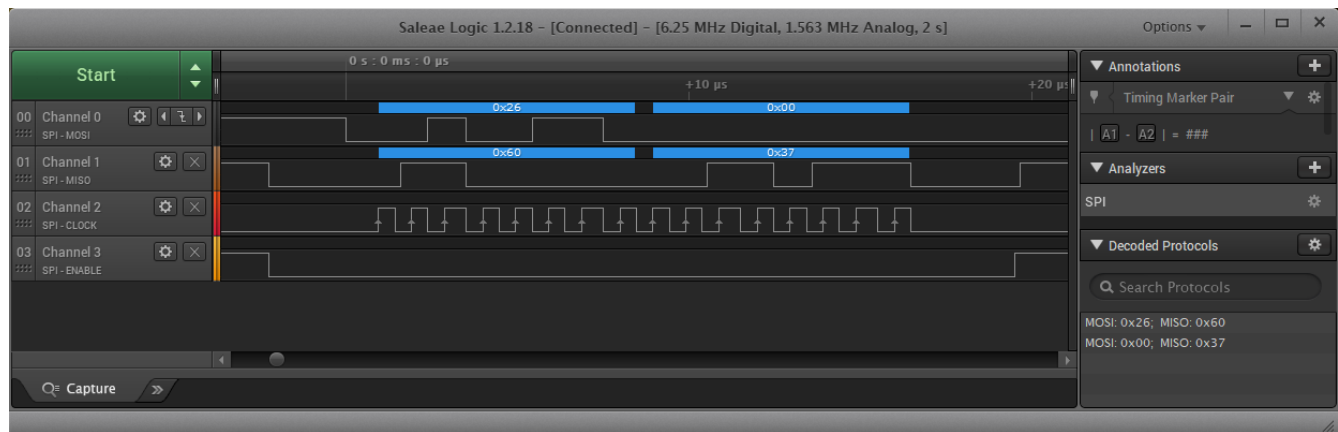 Saleae Logic 1.2.18 - [Connected] - [6.25 MHz Digital, 1.563 MHz Analog, 2 s]
Options
Start
0 s : 0 ms : 0 µs
+10 µs
+20 µs
00 Channel 0
SPI - MOSI
0x26 0x00
01 Channel 1
SPI - MISO
0x60 0x37
02 Channel 2
SPI - CLOCK
03 Channel 3
SPI - ENABLE
Capture
Annotations
Timing Marker Pair
| A1 - A2 | = ###
Analyzers
SPI
Decoded Protocols
Search Protocols
MOSI: 0x26; MISO: 0x60
MOSI: 0x00; MISO: 0x37